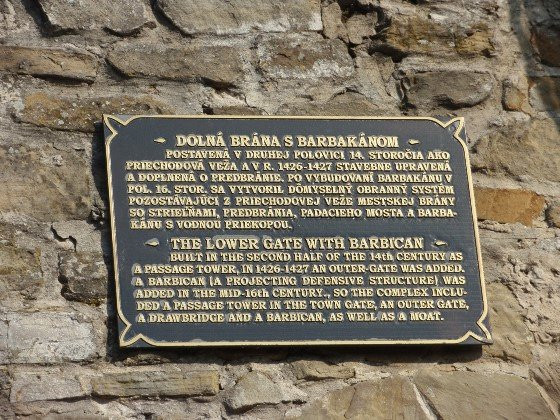 DOLNÁ BRÁNA S BARBAKÁNOM
POSTAVENÁ V DRUHEJ POLOVICI 14. STOROČIA AKO
PRIECHODOVÁ VEŽA A V R. 1426-1427 STAVEBNE UPRAVENÁ
A DOPLNENÁ O PREDBRÁNIE. PO VYBUDOVANÍ BARBAKÁNU V
POL. 16. STOR. SA VYTVORIL DÔMYSELNÝ OBRANNÝ SYSTÉM
POZOSTÁVAJÚCI Z PRIECHODOVEJ VEŽE MESTSKEJ BRÁNY
SO STRIEĽŇAMI, PREDBRÁNIA, PADACIEHO MOSTA A BARBA-
KÁNU S VODNOU PRIEKOPOU.
THE LOWER GATE WITH BARBICAN
BUILT IN THE SECOND HALF OF THE 14th CENTURY AS
A PASSAGE TOWER, IN 1426-1427 AN OUTER-GATE WAS ADDED.
A BARBICAN (A PROJECTING DEFENSIVE STRUCTURE) WAS
ADDED IN THE MID-16th CENTURY., SO THE COMPLEX INCLU-
DED A PASSAGE TOWER IN THE TOWN GATE, AN OUTER GATE,
A DRAWBRIDGE AND A BARBICAN, AS WELL AS A MOAT.